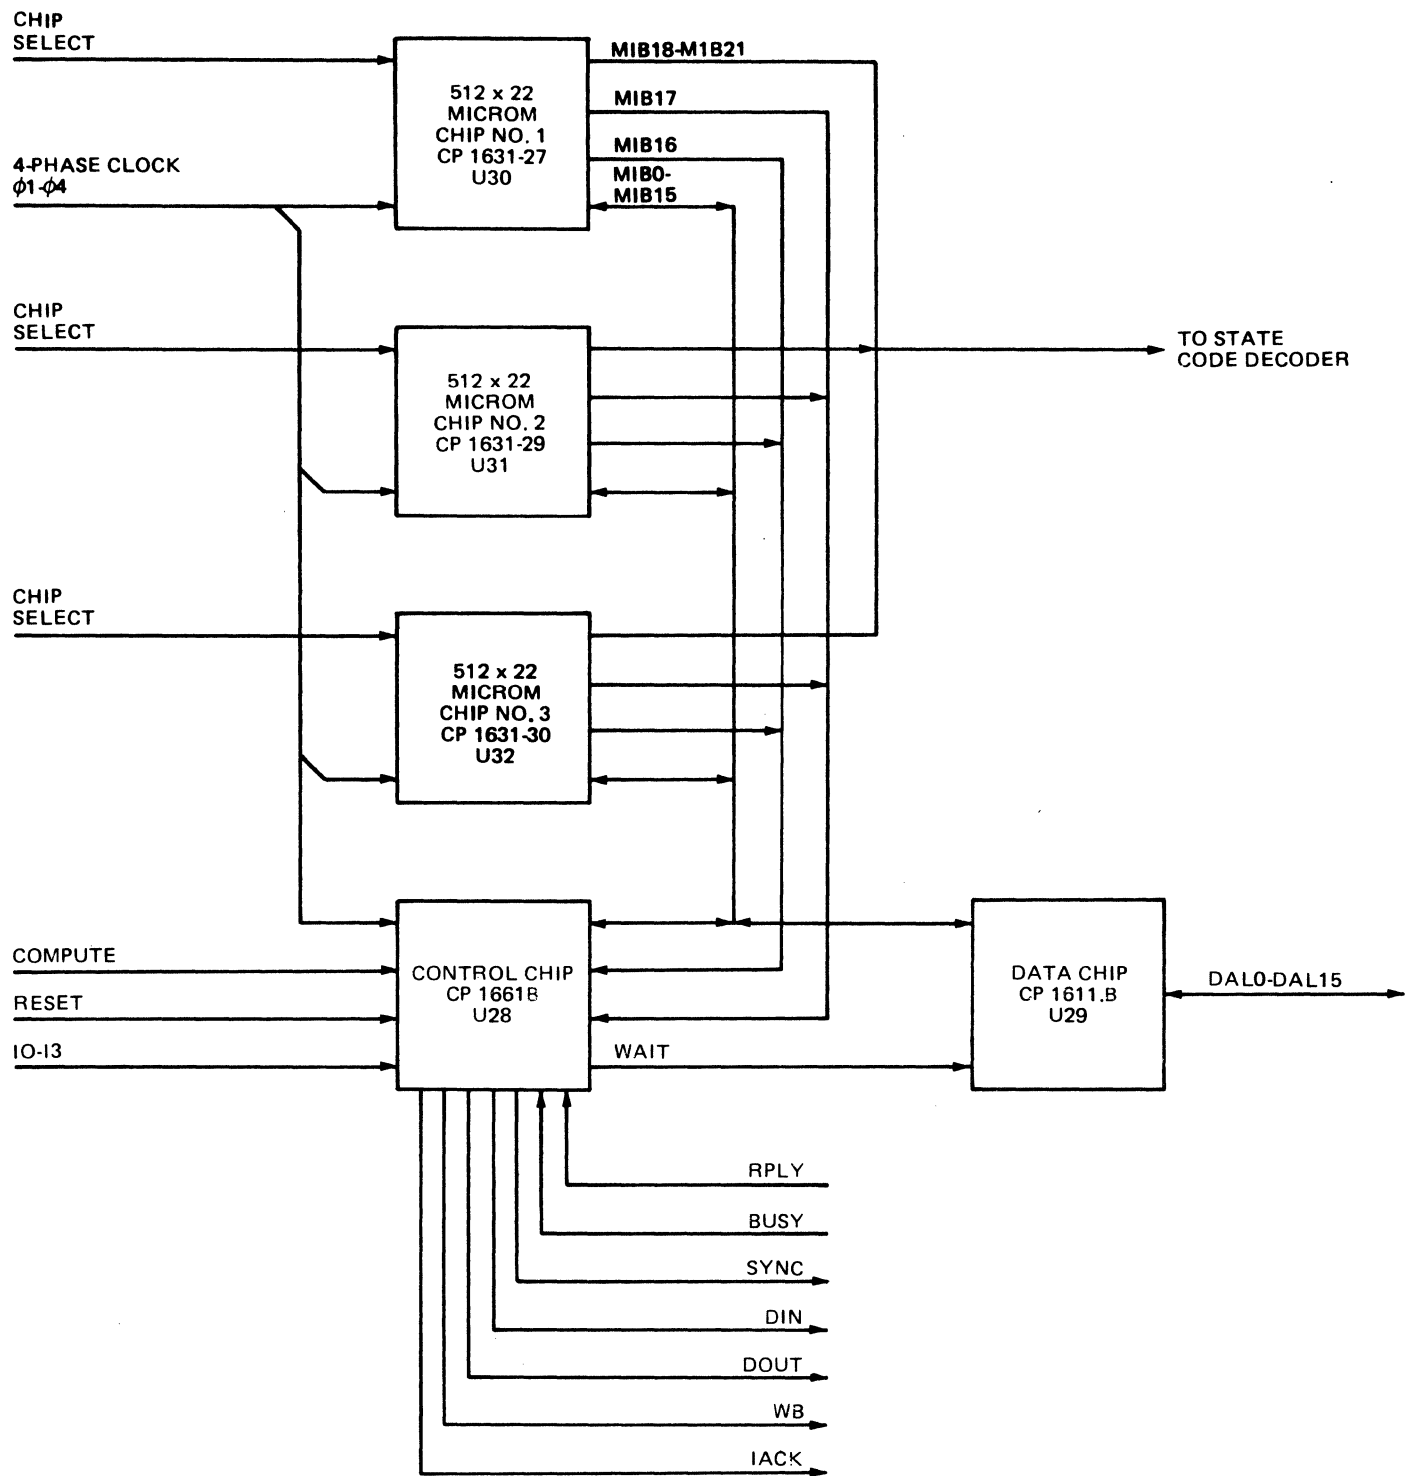 CHIP
SELECT
MIB18-M1B21
512 x 22
MICROM
CHIP NO. 1
CP 1631-27
U30
MIB17
MIB16
MIB0-
MIB15
4-PHASE CLOCK
ϕ1-ϕ4
CHIP
SELECT
512 x 22
MICROM
CHIP NO. 2
CP 1631-29
U31
TO STATE
CODE DECODER
CHIP
SELECT
512 x 22
MICROM
CHIP NO. 3
CP 1631-30
U32
COMPUTE
RESET
IO-I3
CONTROL CHIP
CP 1661B
U28
WAIT
DATA CHIP
CP 1611.B
U29
DAL0-DAL15
RPLY
BUSY
SYNC
DIN
DOUT
WB
IACK